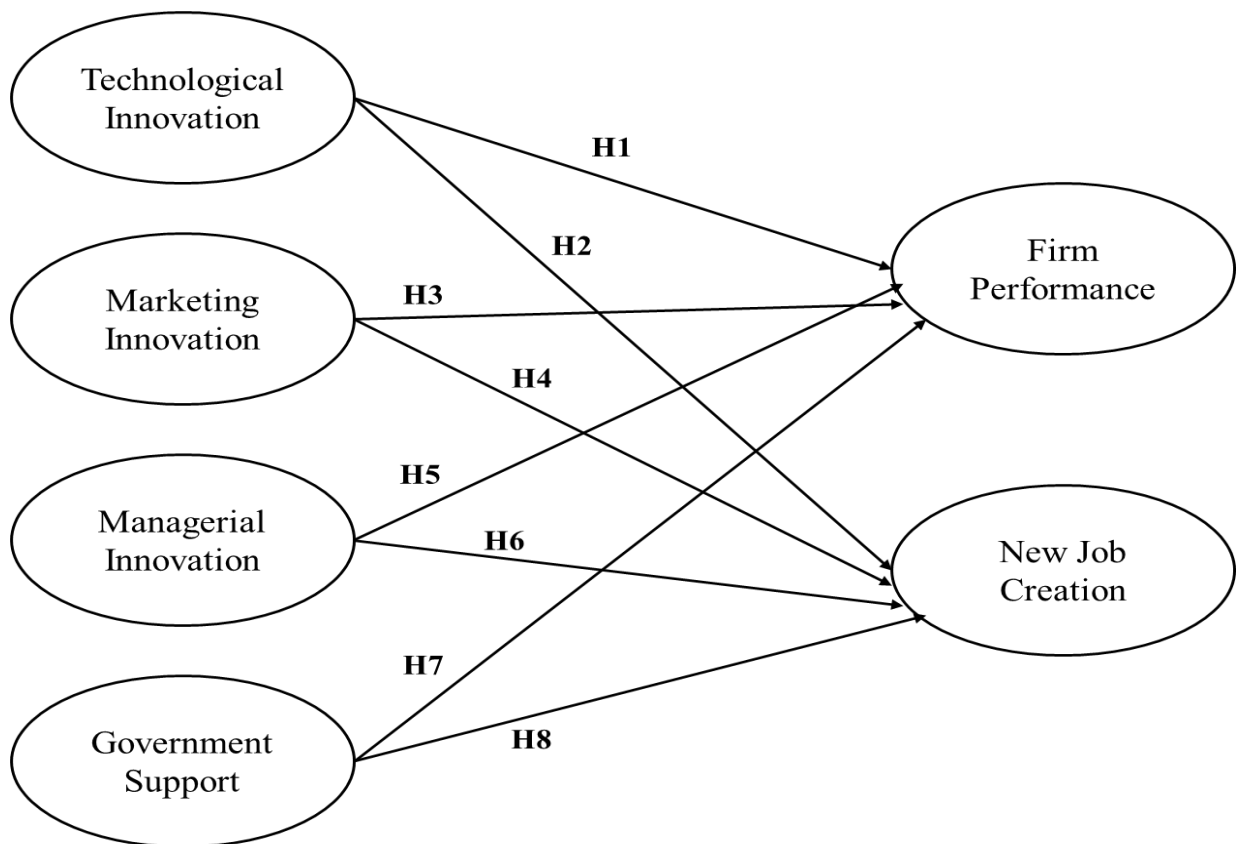 Technological
Innovation
H1
H2
Firm
Performance
Marketing
Innovation
H3
H4
Managerial
Innovation
H5
H6
New Job
Creation
Government
Support
H7
H8